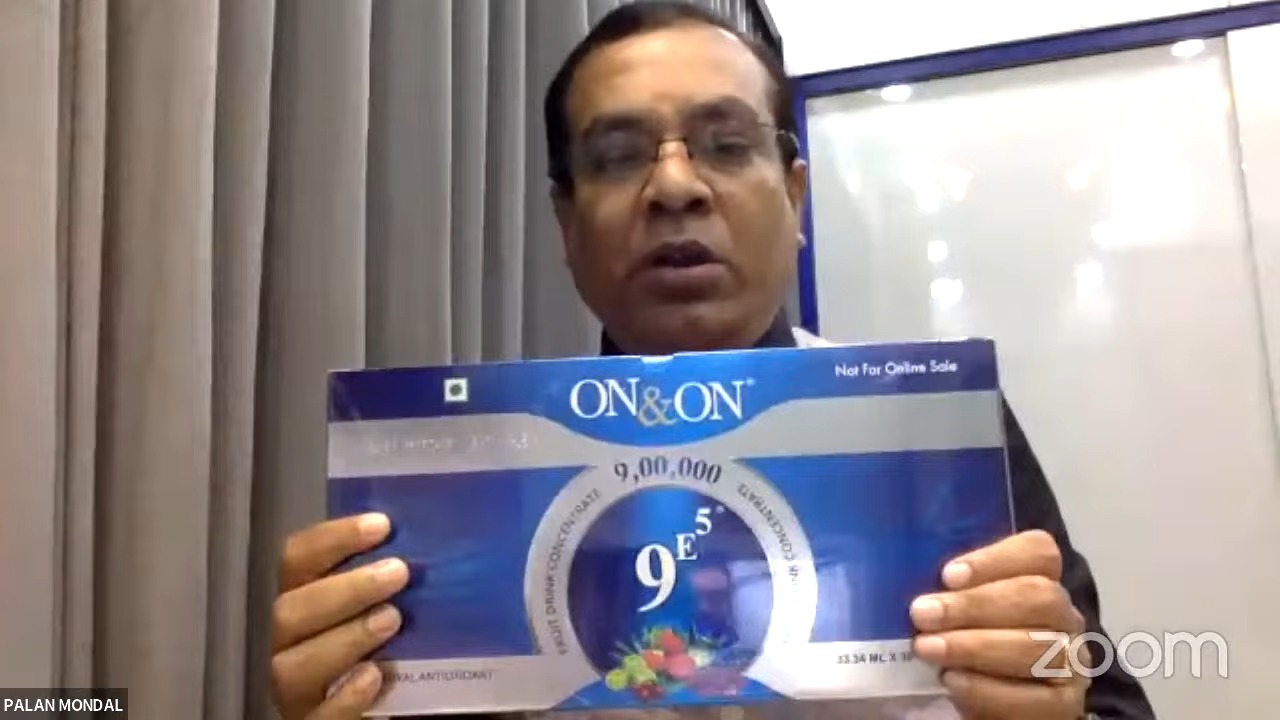 ON&ON®
Not For Online Sale
9,00,000
FRUIT DRINK CONCENTRATE
9E5
ANTIOXIDANT
33.34 ML X
zoom
PALAN MONDAL